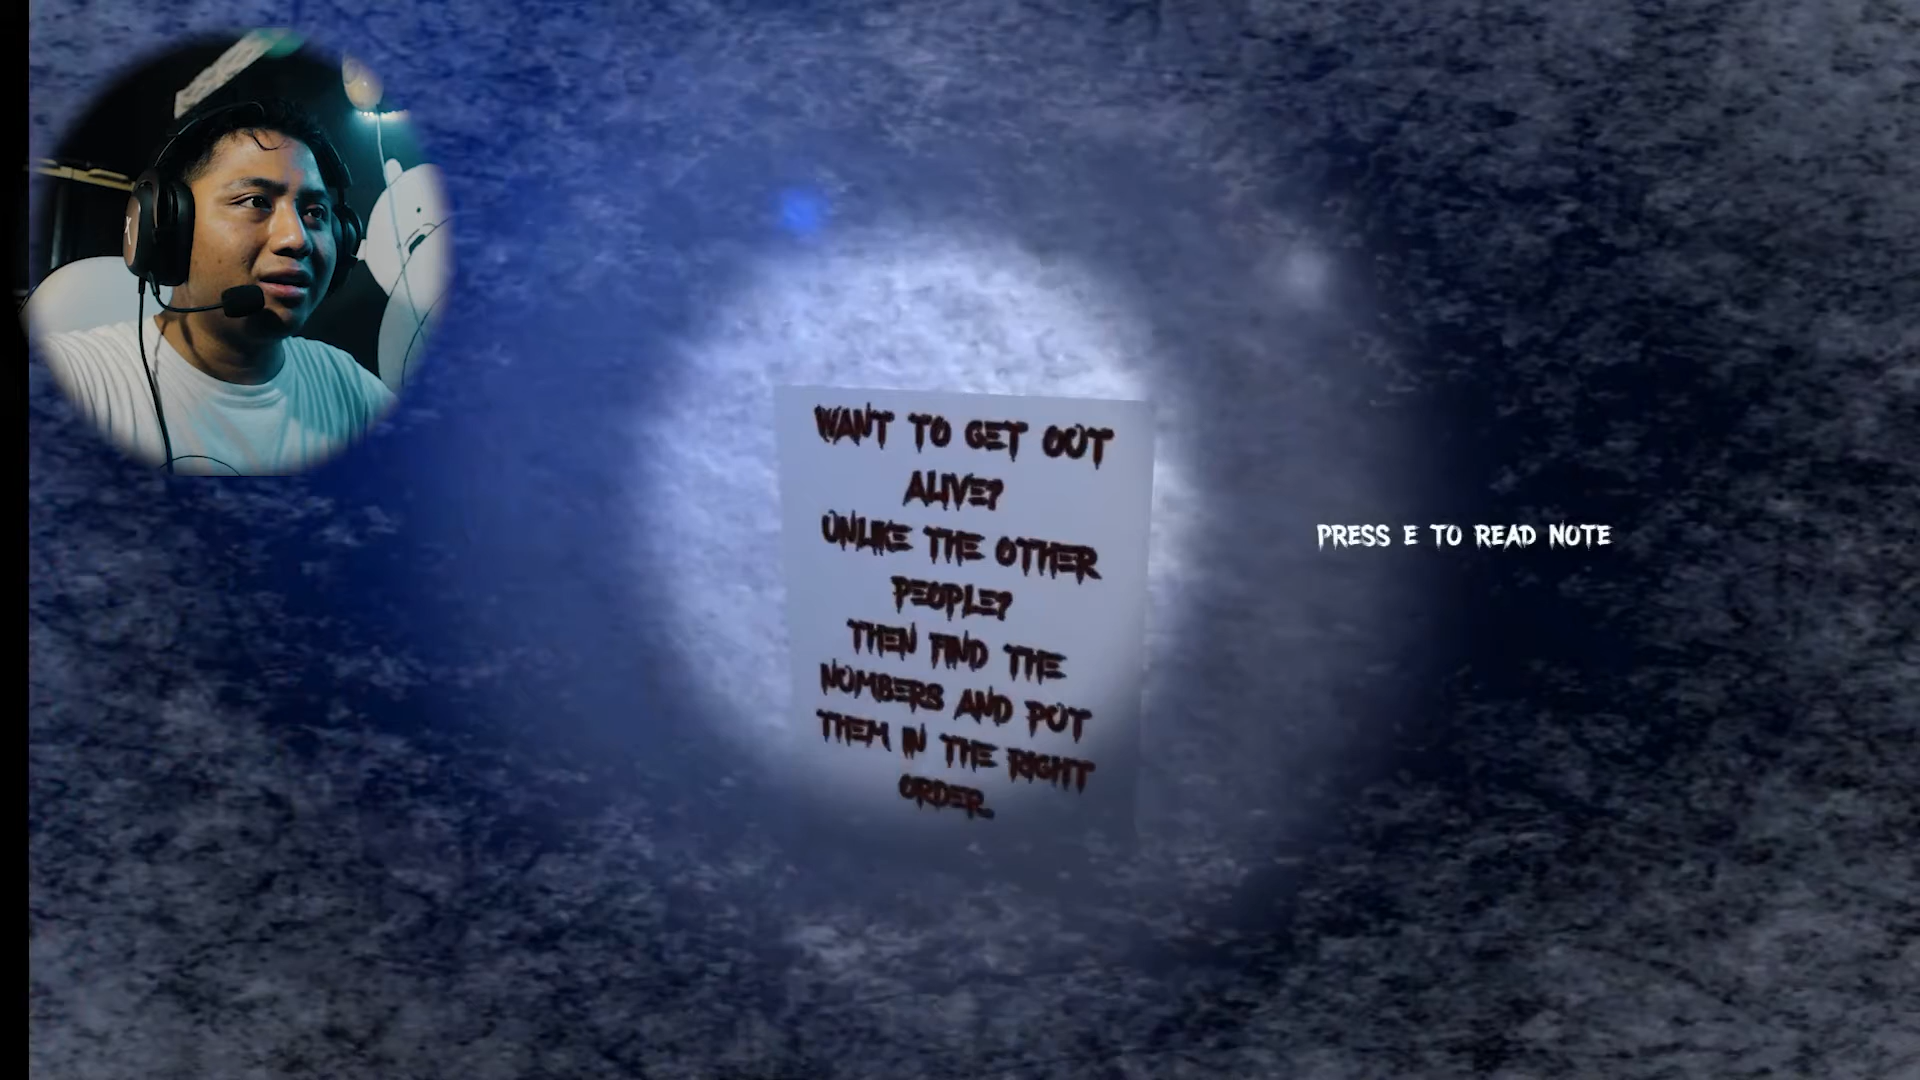 WANT TO GET OUT
ALIVE?
UNLIKE THE OTHER
PEOPLE?
THEN FIND THE
NUMBERS AND PUT
THEM IN THE RIGHT
ORDER.
PRESS E TO READ NOTE